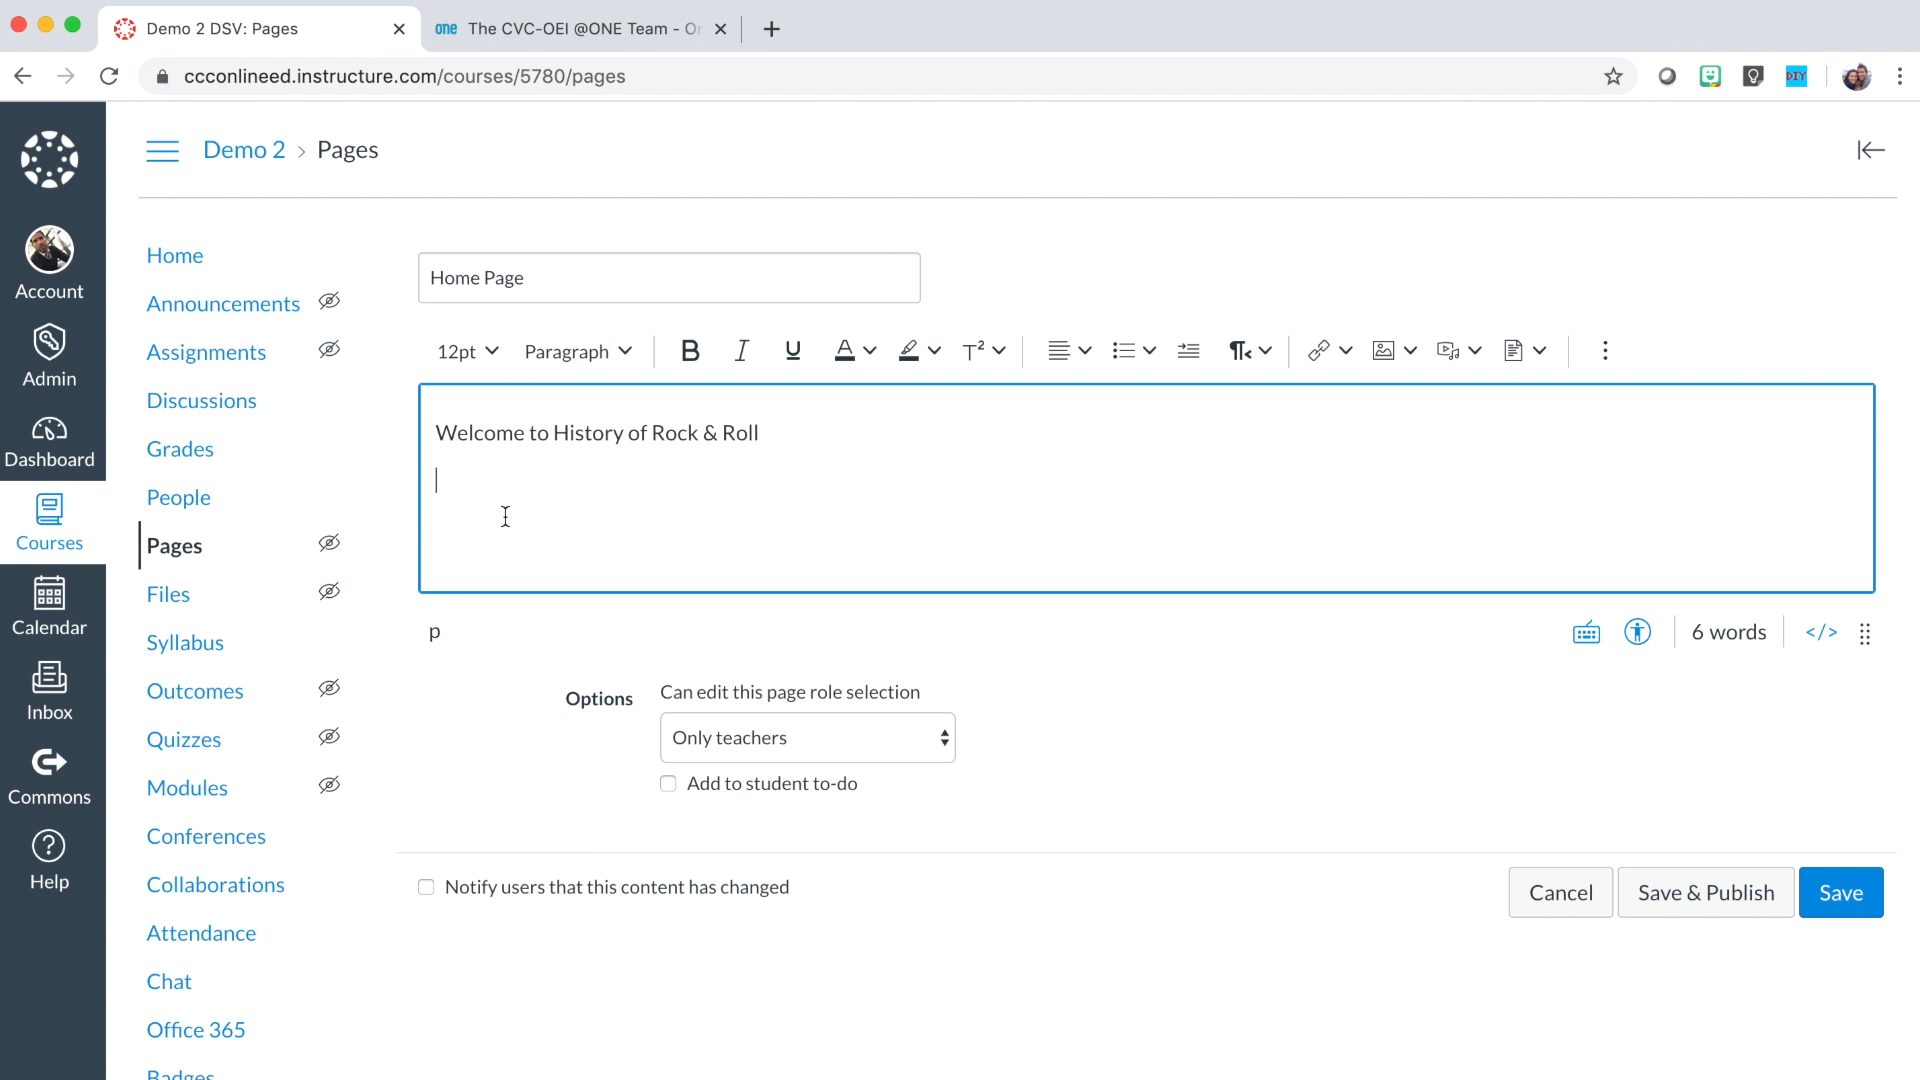 Demo 2 DSV: Pages
one The CVC-OEI @ONE Team - On
ccconlineed.instructure.com/courses/5780/pages
DIY
Demo 2 > Pages
Account
Admin
Dashboard
Courses
Calendar
Inbox
Commons
Help
Home
Announcements
Assignments
Discussions
Grades
People
Pages
Files
Syllabus
Outcomes
Quizzes
Modules
Conferences
Collaborations
Attendance
Chat
Office 365
Badges
Home Page
12pt Paragraph B I U A T²
Welcome to History of Rock & Roll
p
6 words </>
Options Can edit this page role selection
Only teachers
Add to student to-do
Notify users that this content has changed
Cancel Save & Publish Save